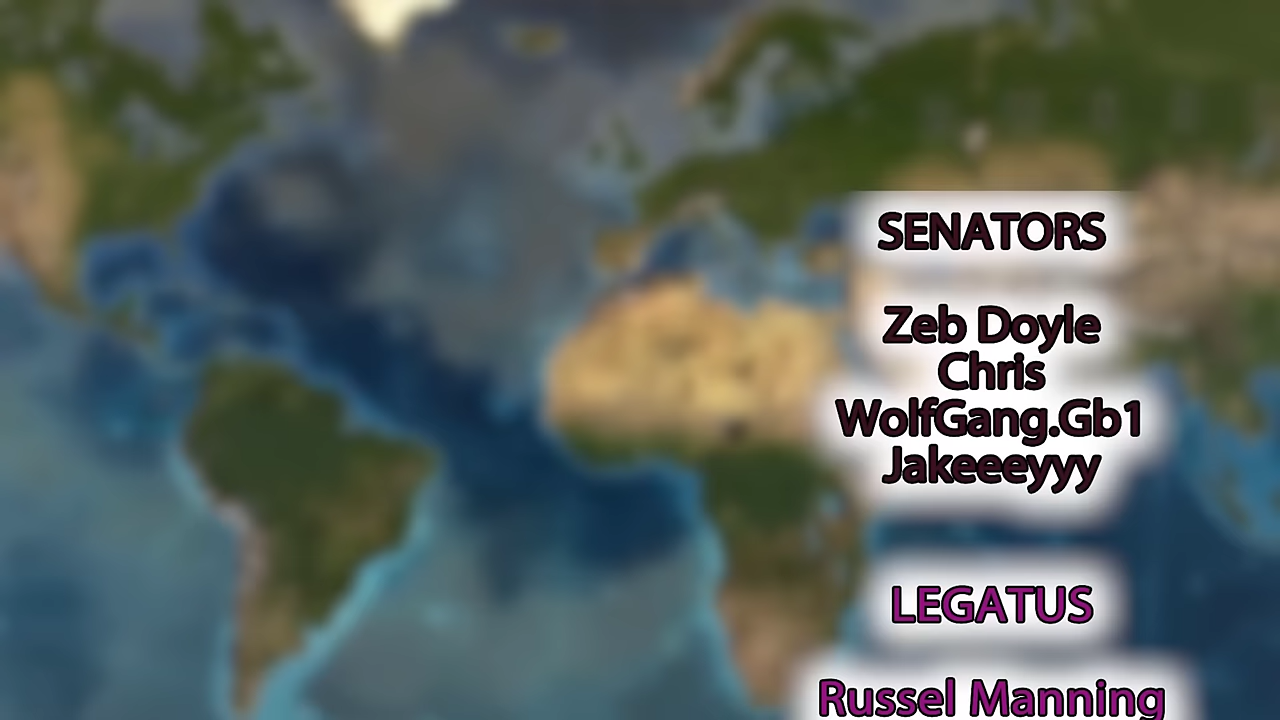 SENATORS
Zeb Doyle
Chris
WolfGang.Gb1
Jakeeeyyy
LEGATUS
Russel Manning